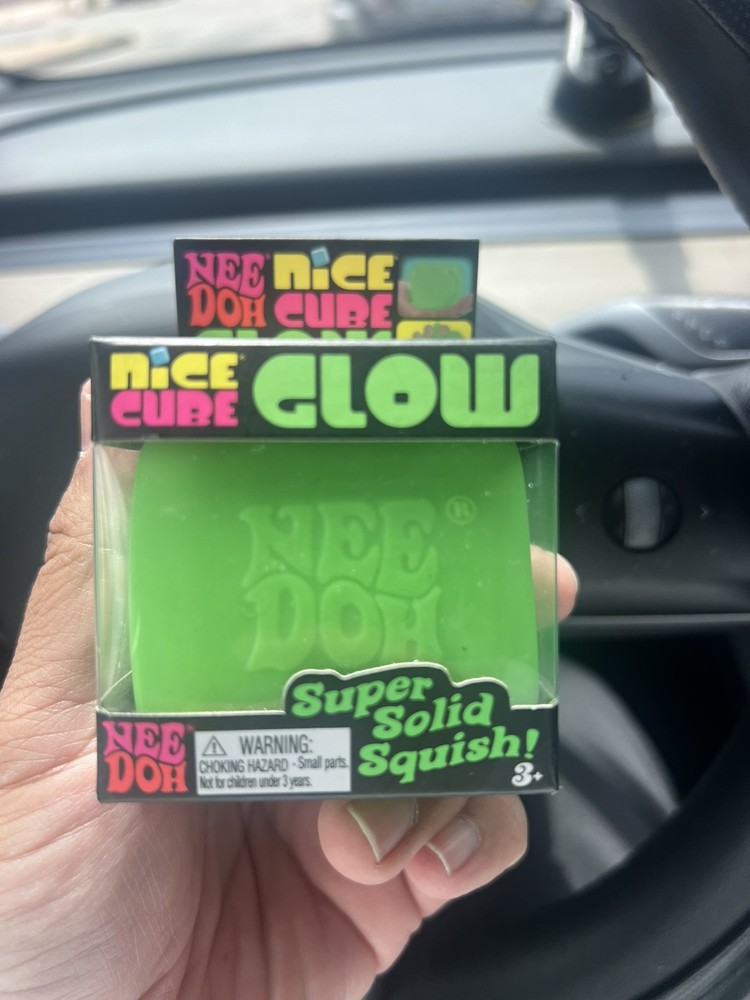 NEE DOH®
NiCE CUBE®
NiCE CUBE®
GLOW
NEE
DOH®
Super
Solid
Squish!
NEE DOH®
WARNING:
CHOKING HAZARD - Small parts.
Not for children under 3 years.
3+